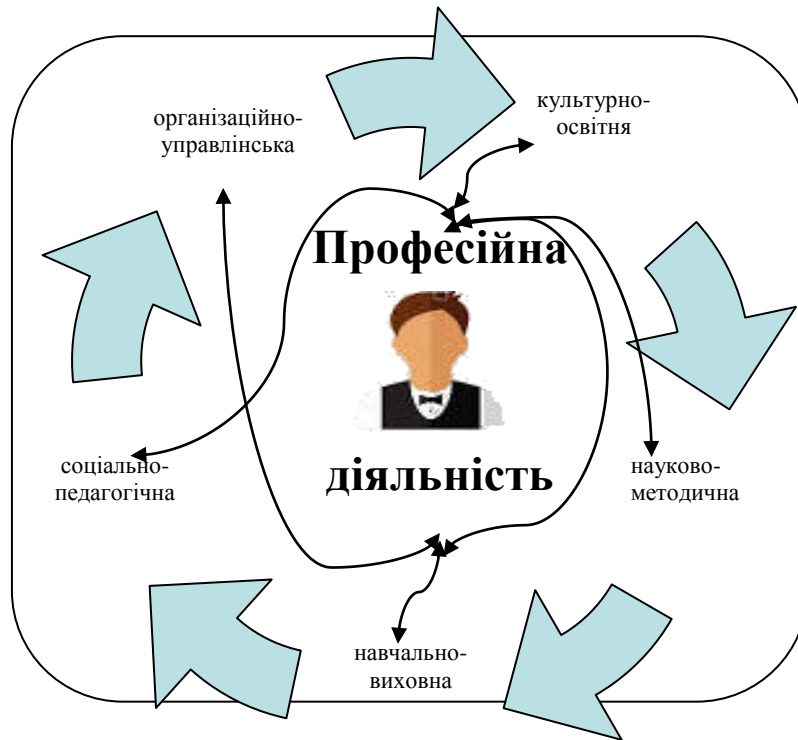 організаційно-
управлінська
культурно-
освітня
Професійна
діяльність
соціально-
педагогічна
науково-
методична
навчально-
виховна